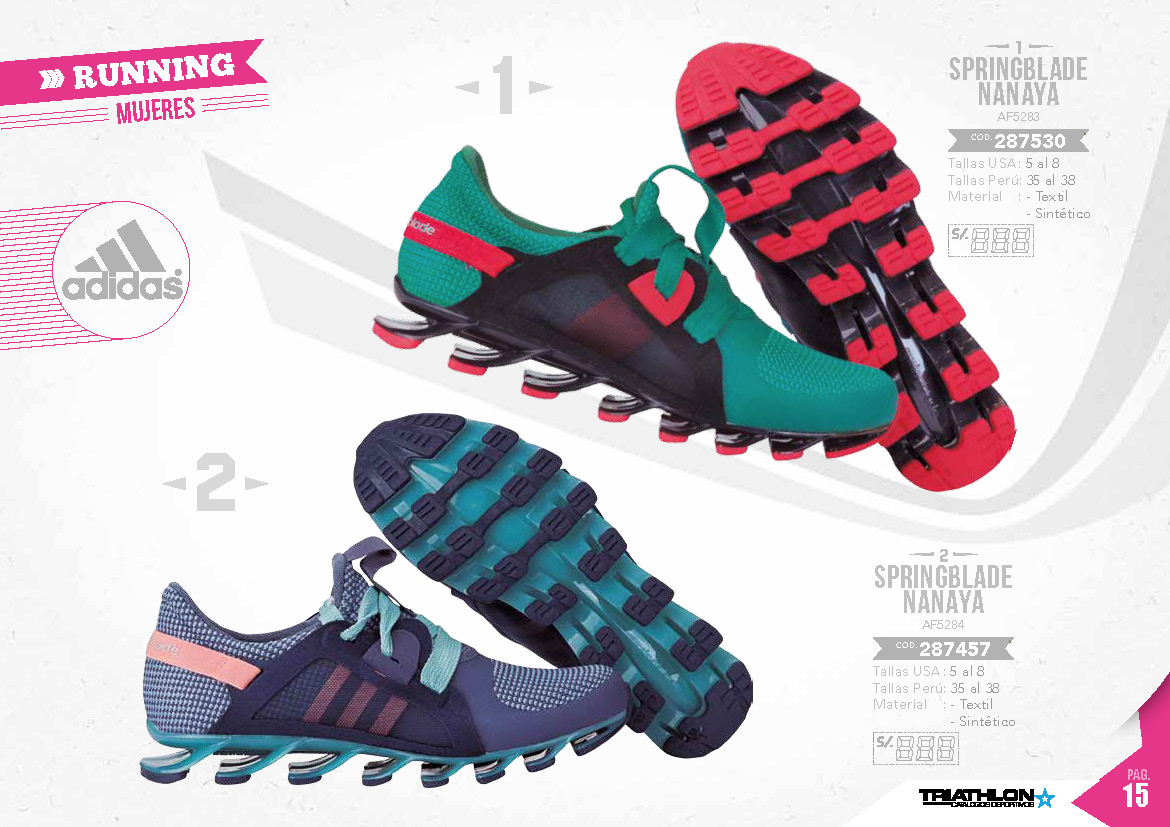 RUNNING
MUJERES
adidas
1
1
SPRINGBLADE
NANAYA
AF5283
COD. 287530
Tallas USA: 5 al 8
Tallas Perú: 35 al 38
Material : - Textil
- Sintético
S/. 888
2
2
SPRINGBLADE
NANAYA
AF5284
COD. 287457
Tallas USA : 5 al 8
Tallas Perú: 35 al 38
Material : - Textil
- Sintético
S/. 888
TRIATHLON
CATALOGOS DEPORTIVOS
PAG.
15